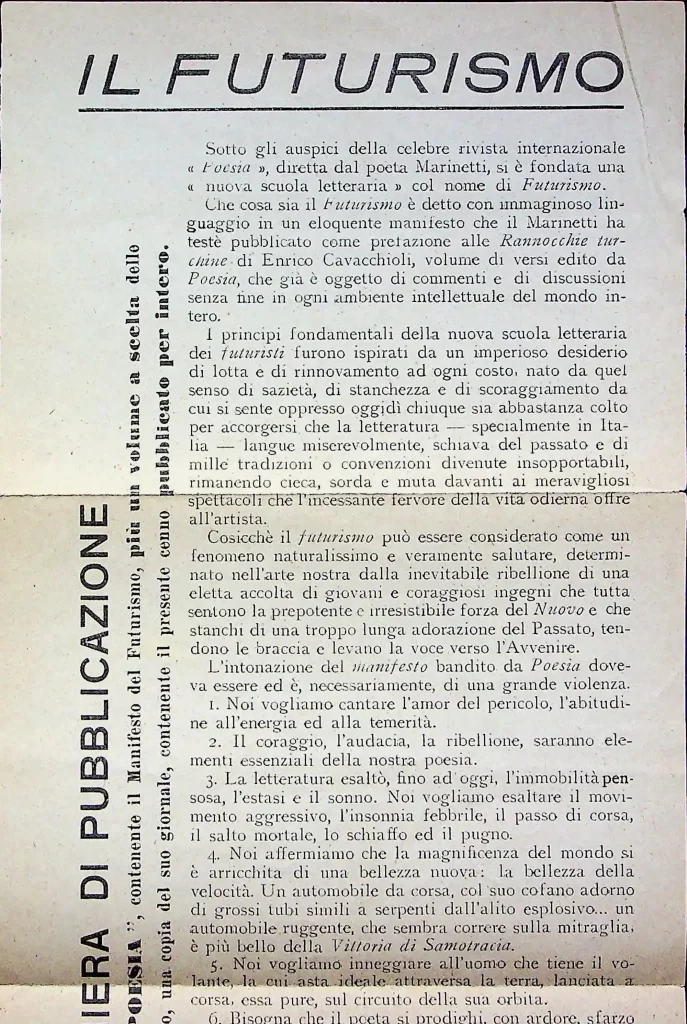 IL FUTURISMO
Sotto gli auspici della celebre rivista internazionale
« Poesia », diretta dal poeta Marinetti, si è fondata una
« nuova scuola letteraria » col nome di Futurismo.
Che cosa sia il Futurismo è detto con immaginoso lin-
guaggio in un eloquente manifesto che il Marinetti ha
testè pubblicato come prefazione alle Rannocchie tur-
chine di Enrico Cavacchioli, volume di versi edito da
Poesia, che già è oggetto di commenti e di discussioni
senza fine in ogni ambiente intellettuale del mondo in-
tero.
I principi fondamentali della nuova scuola letteraria
dei futuristi furono ispirati da un imperioso desiderio
di lotta e di rinnovamento ad ogni costo, nato da quel
senso di sazietà, di stanchezza e di scoraggiamento da
cui si sente oppresso oggidì chiuque sia abbastanza colto
per accorgersi che la letteratura — specialmente in Ita-
lia — langue miserevolmente, schiava del passato e di
mille tradizioni o convenzioni divenute insopportabili,
rimanendo cieca, sorda e muta davanti ai meravigliosi
spettacoli che l'incessante fervore della vita odierna offre
all'artista.
Cosicchè il futurismo può essere considerato come un
fenomeno naturalissimo e veramente salutare, determi-
nato nell'arte nostra dalla inevitabile ribellione di una
eletta accolta di giovani e coraggiosi ingegni che tutta
sentono la prepotente e irresistibile forza del Nuovo e che
stanchi di una troppo lunga adorazione del Passato, ten-
dono le braccia e levano la voce verso l'Avvenire.
L'intonazione del manifesto bandito da Poesia dove-
va essere ed è, necessariamente, di una grande violenza.
1. Noi vogliamo cantare l'amor del pericolo, l'abitudi-
ne all'energia ed alla temerità.
2. Il coraggio, l'audacia, la ribellione, saranno ele-
menti essenziali della nostra poesia.
3. La letteratura esaltò, fino ad oggi, l'immobilità pen-
sosa, l'estasi e il sonno. Noi vogliamo esaltare il movi-
mento aggressivo, l'insonnia febbrile, il passo di corsa,
il salto mortale, lo schiaffo ed il pugno.
4. Noi affermiamo che la magnificenza del mondo si
è arricchita di una bellezza nuova: la bellezza della
velocità. Un automobile da corsa, col suo cofano adorno
di grossi tubi simili a serpenti dall'alito esplosivo... un
automobile ruggente, che sembra correre sulla mitraglia,
è più bello della Vittoria di Samotracia.
5. Noi vogliamo inneggiare all'uomo che tiene il vo-
lante, la cui asta ideale attraversa la terra, lanciata a
corsa, essa pure, sul circuito della sua orbita.
6. Bisogna che il poeta si prodighi, con ardore, sfarzo
IERA DI PUBBLICAZIONE
POESIA", contenente il Manifesto del Futurismo, più un volume a scelta dello
o, una copia del suo giornale, contenente il presente cenno pubblicato per intero.